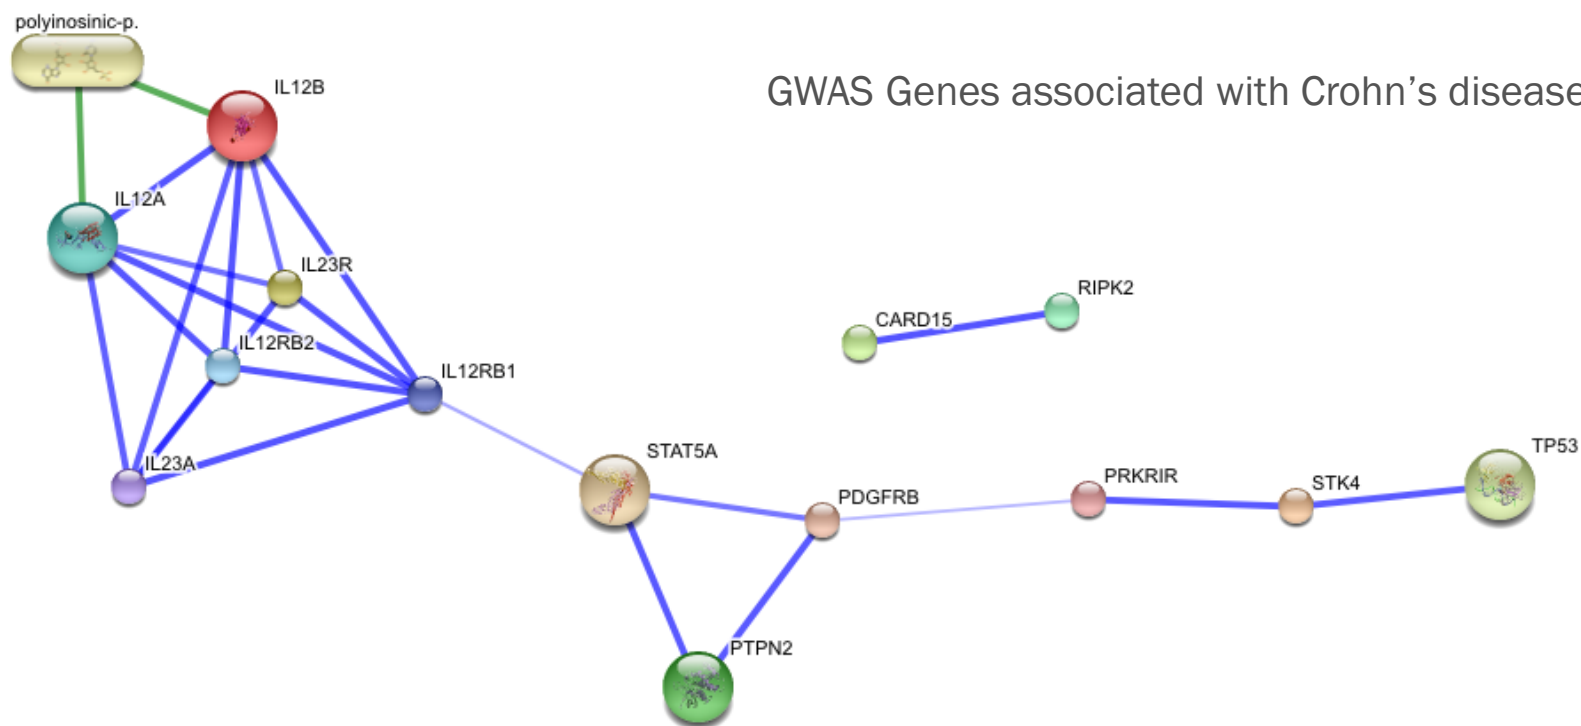 polyinosinic-p.
IL12B
GWAS Genes associated with Crohn's disease
IL12A
IL23R
RIPK2
CARD15
IL12RB2
IL12RB1
IL23A
STAT5A
TP53
PRKRIR
STK4
PDGFRB
PTPN2